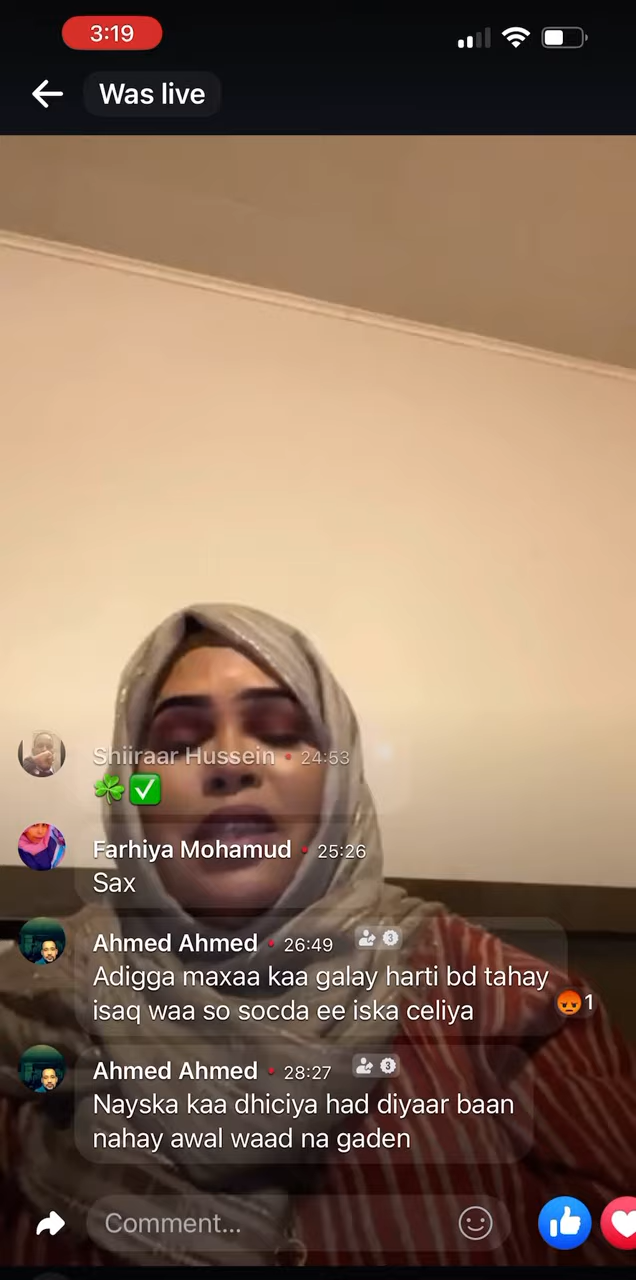 3:19
Was live
Shiiraar Hussein • 24:53
☘️✅
Farhiya Mohamud • 25:26
Sax
Ahmed Ahmed • 26:49 3
Adigga maxaa kaa galay harti bd tahay
isaq waa so socda ee iska celiya
😡1
Ahmed Ahmed • 28:27 3
Nayska kaa dhiciya had diyaar baan
nahay awal waad na gaden
Comment...